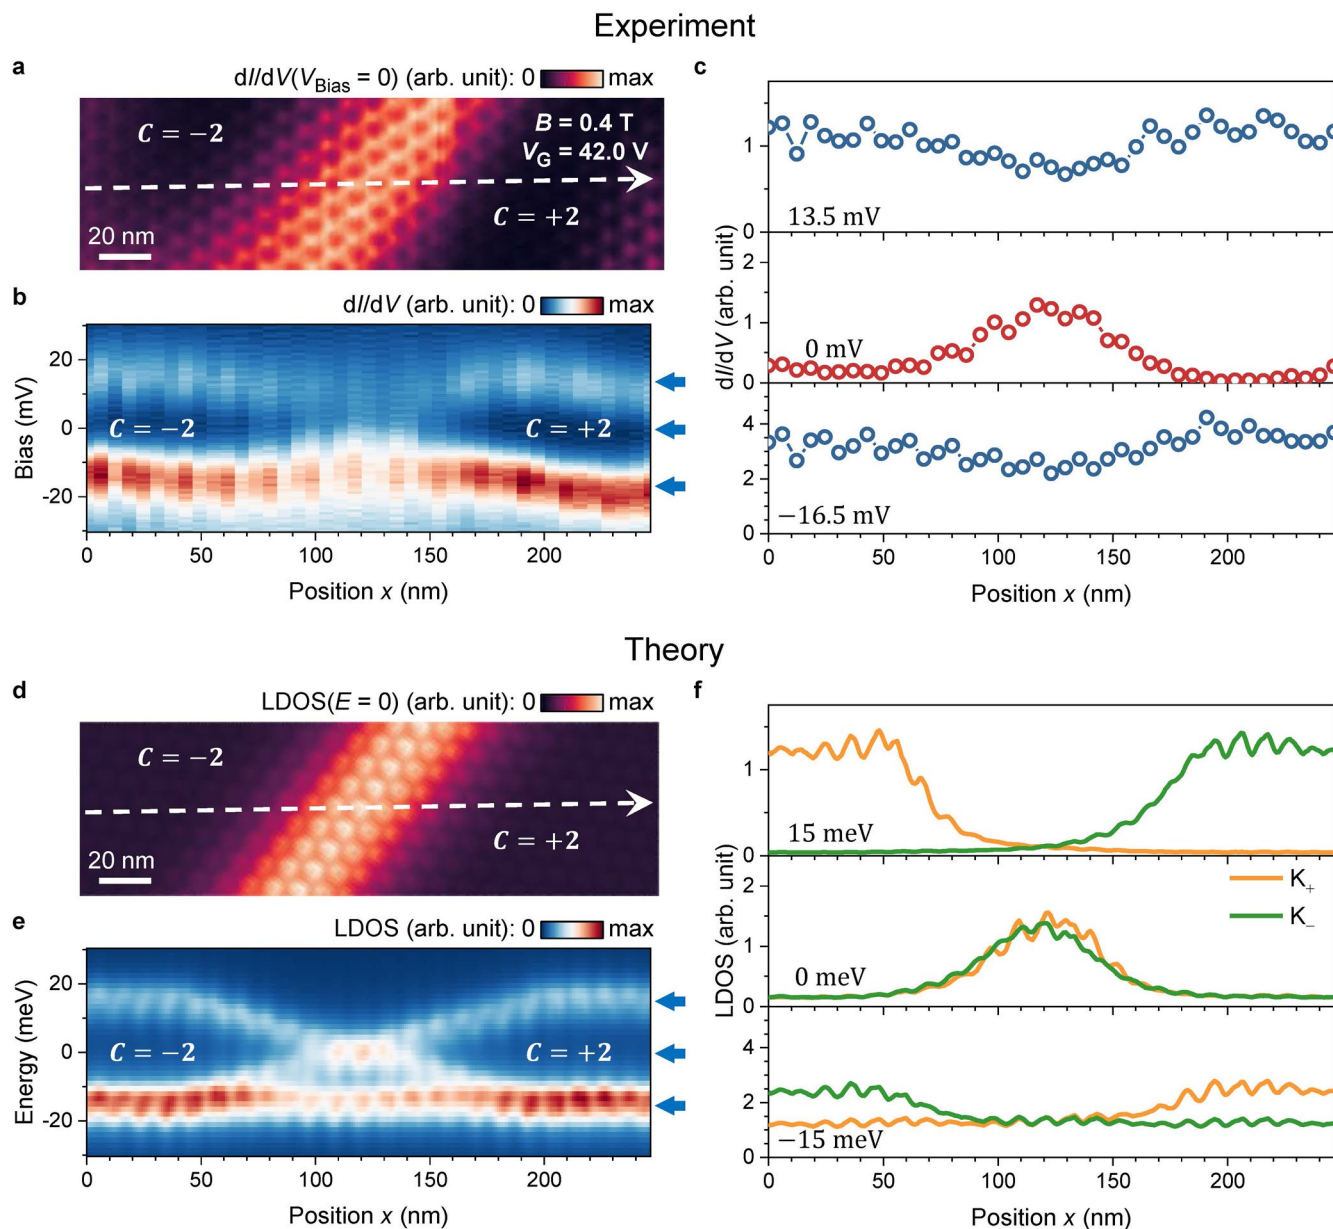 Experiment
a
dI/dV(V_Bias = 0) (arb. unit): 0 max
C = −2
B = 0.4 T
V_G = 42.0 V
C = +2
20 nm
b
dI/dV (arb. unit): 0 max
20
0
-20
Bias (mV)
C = −2
C = +2
0 50 100 150 200
Position x (nm)
c
1
0
13.5 mV
2
1
0
0 mV
4
2
0
−16.5 mV
dI/dV (arb. unit)
0 50 100 150 200
Position x (nm)
Theory
d
LDOS(E = 0) (arb. unit): 0 max
C = −2
C = +2
20 nm
e
LDOS (arb. unit): 0 max
20
0
-20
Energy (meV)
C = −2
C = +2
0 50 100 150 200
Position x (nm)
f
1
0
15 meV
2
1
0
K₊
K₋
0 meV
4
2
0
−15 meV
LDOS (arb. unit)
0 50 100 150 200
Position x (nm)